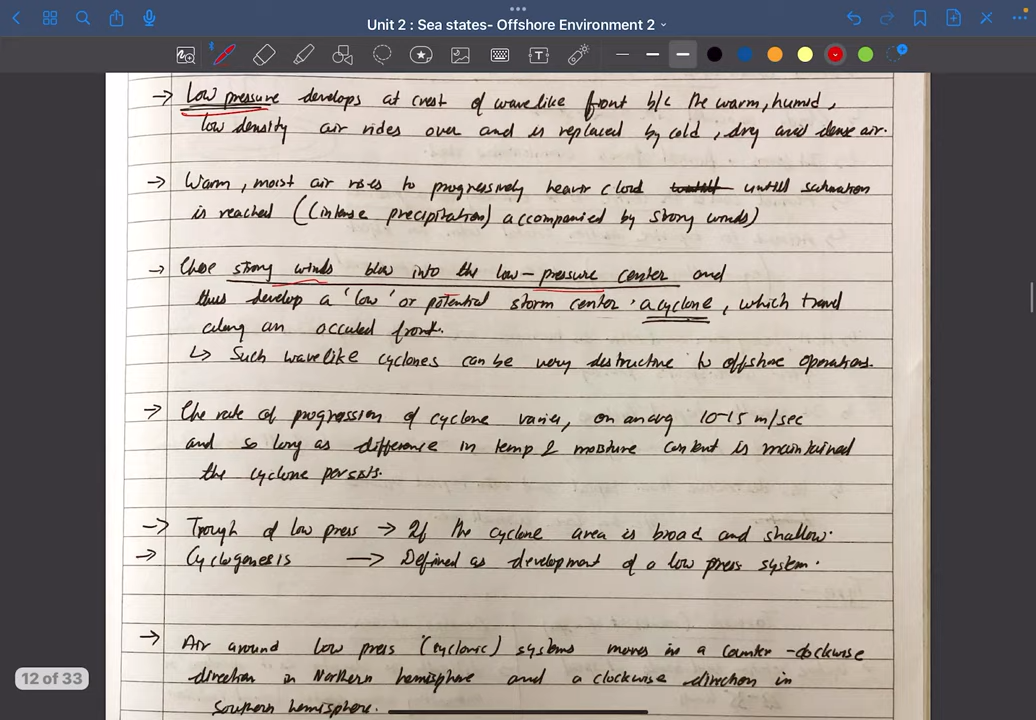 Unit 2 : Sea states- Offshore Environment 2
→ Low pressure develops at crest of wavelike front b/c the warm, humid,
low density air rides over and is replaced by cold, dry and dense air.
→ Warm, moist air rises to progressively heavir cloud untill saturation
is reached ((intense precipitation) accompanied by strong winds)
→ These strong winds blow into the low-pressure center and
thus develop a 'low' or potential storm center. a cyclone, which travel
along an occuled front.
↳ Such wavelike cyclones can be very destructive to offshore operations.
→ The rate of progression of cyclone varies, on an avg 10-15 m/sec
and so long as difference in temp & moisture content is maintained
the cyclone persists.
→ Trough of low press → If the cyclone area is broad and shallow.
→ Cyclogenesis → Defined as development of a low press system.
→ Air around low press (cyclonic) systems moves in a counter-clockwise
direction in Northern hemisphere and a clockwise direction in
Southern hemisphere.
12 of 33